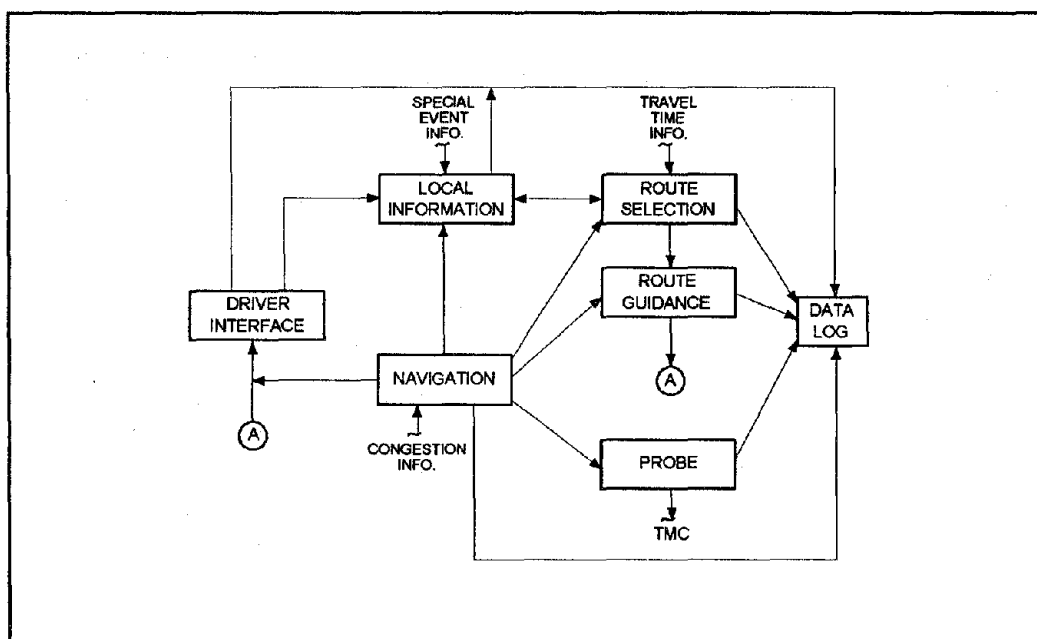 SPECIAL
EVENT
INFO.
TRAVEL
TIME
INFO.
LOCAL
INFORMATION
ROUTE
SELECTION
DRIVER
INTERFACE
ROUTE
GUIDANCE
DATA
LOG
NAVIGATION
A
A
CONGESTION
INFO.
PROBE
TMC